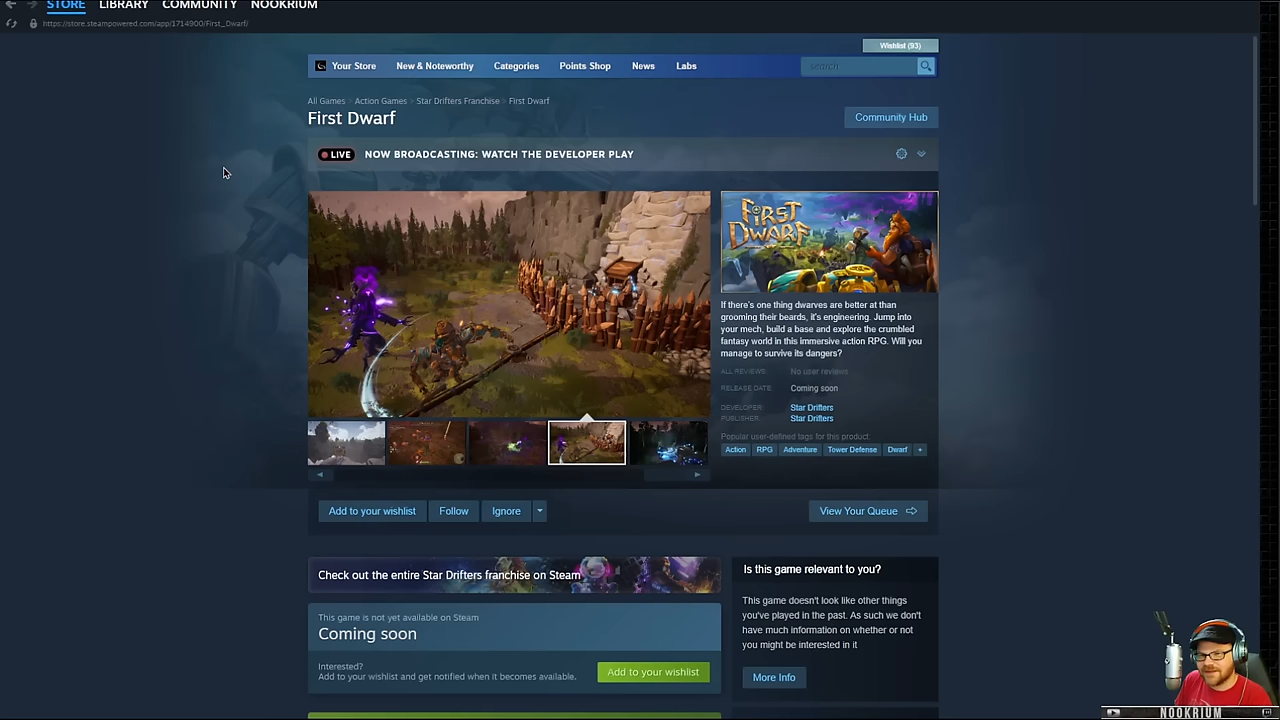 STORE LIBRARY COMMUNITY NOOKRIUM
https://store.steampowered.com/app/1714900/First_Dwarf/
Wishlist (93)
Your Store New & Noteworthy Categories Points Shop News Labs search
All Games > Action Games > Star Drifters Franchise > First Dwarf
First Dwarf
Community Hub
LIVE NOW BROADCASTING: WATCH THE DEVELOPER PLAY
FIRST
DWARF
If there's one thing dwarves are better at than
grooming their beards, it's engineering. Jump into
your mech, build a base and explore the crumbled
fantasy world in this immersive action RPG. Will you
manage to survive its dangers?
ALL REVIEWS: No user reviews
RELEASE DATE: Coming soon
DEVELOPER: Star Drifters
PUBLISHER: Star Drifters
Popular user-defined tags for this product:
Action RPG Adventure Tower Defense Dwarf +
Add to your wishlist Follow Ignore View Your Queue
Check out the entire Star Drifters franchise on Steam
This game is not yet available on Steam
Coming soon
Interested?
Add to your wishlist and get notified when it becomes available.
Add to your wishlist
Is this game relevant to you?
This game doesn't look like other things
you've played in the past. As such we don't
have much information on whether or not
you might be interested in it
More Info
NOOKRIUM